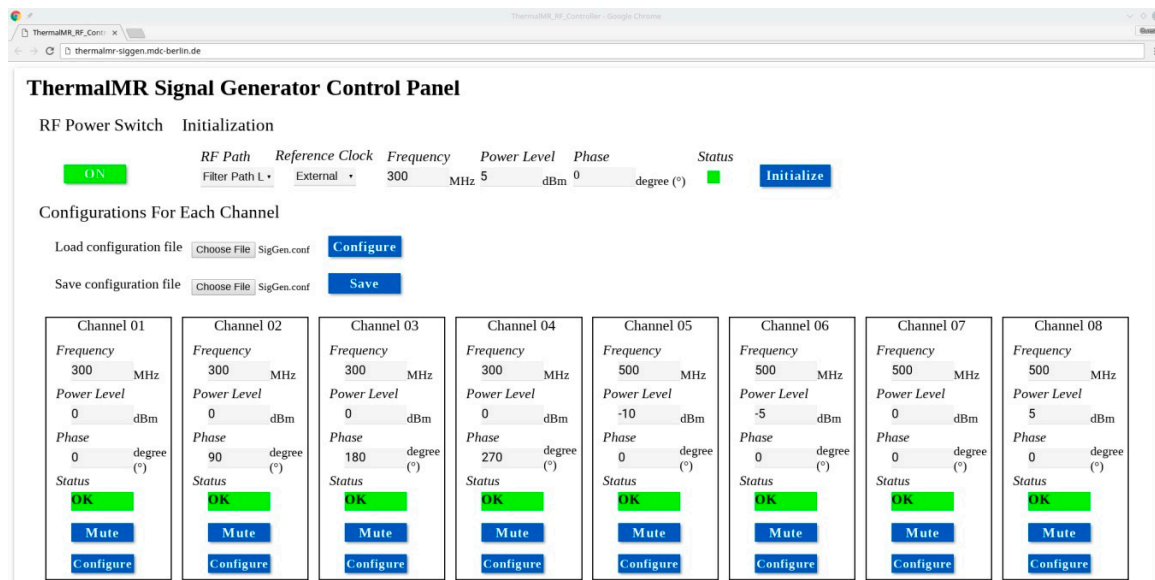 ThermalMR_RF_Controller - Google Chrome
ThermalMR_RF_Contr ×
thermalmr-siggen.mdc-berlin.de
ThermalMR Signal Generator Control Panel
RF Power Switch Initialization
RF Path Reference Clock Frequency Power Level Phase Status
ON Filter Path L External 300 MHz 5 dBm 0 degree (°) Initialize
Configurations For Each Channel
Load configuration file Choose File SigGen.conf Configure
Save configuration file Choose File SigGen.conf Save
Channel 01 Channel 02 Channel 03 Channel 04 Channel 05 Channel 06 Channel 07 Channel 08
Frequency Frequency Frequency Frequency Frequency Frequency Frequency Frequency
300 MHz 300 MHz 300 MHz 300 MHz 500 MHz 500 MHz 500 MHz 500 MHz
Power Level Power Level Power Level Power Level Power Level Power Level Power Level Power Level
0 dBm 0 dBm 0 dBm 0 dBm -10 dBm -5 dBm 0 dBm 5 dBm
Phase Phase Phase Phase Phase Phase Phase Phase
0 degree (°) 90 degree (°) 180 degree (°) 270 degree (°) 0 degree (°) 0 degree (°) 0 degree (°) 0 degree (°)
Status Status Status Status Status Status Status Status
OK OK OK OK OK OK OK OK
Mute Mute Mute Mute Mute Mute Mute Mute
Configure Configure Configure Configure Configure Configure Configure Configure